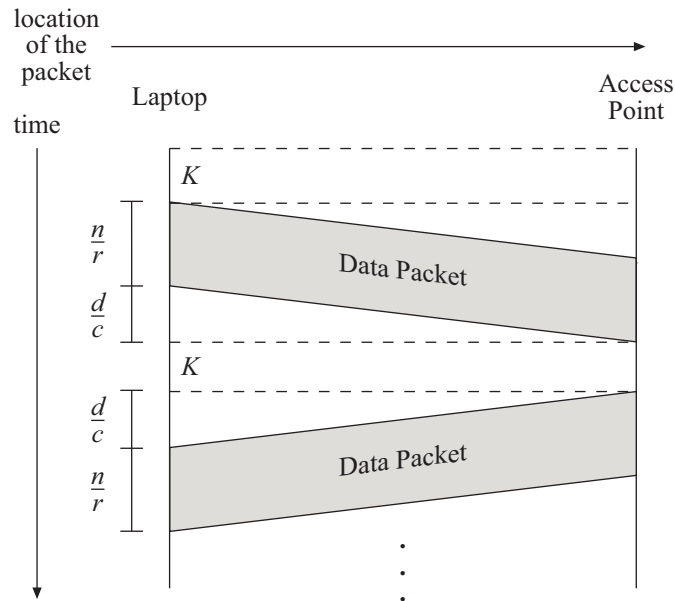 location
of the
packet
Laptop
Access
Point
time
K
n/r
Data Packet
d/c
K
d/c
Data Packet
n/r